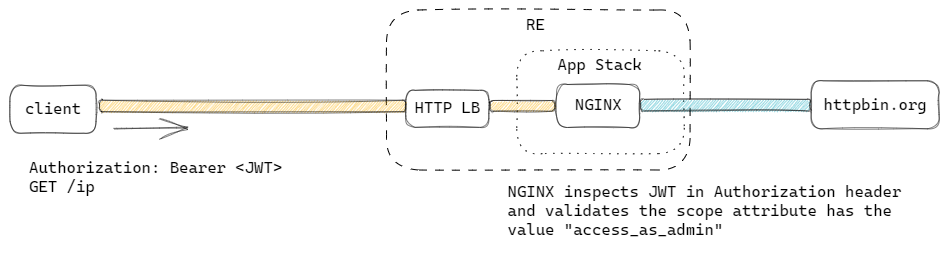 RE
App Stack
client
HTTP LB
NGINX
httpbin.org
Authorization: Bearer <JWT>
GET /ip
NGINX inspects JWT in Authorization header
and validates the scope attribute has the
value "access_as_admin"